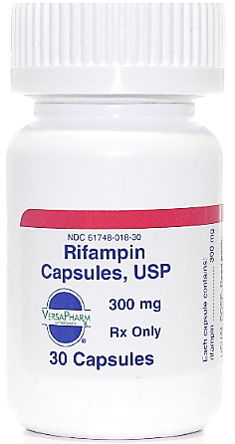 NDC 61748-018-30
Rifampin
Capsules, USP
300 mg
VERSAPHARM
Rx Only
®
30 Capsules
Each capsule contains:
rifampin .............. 300 mg